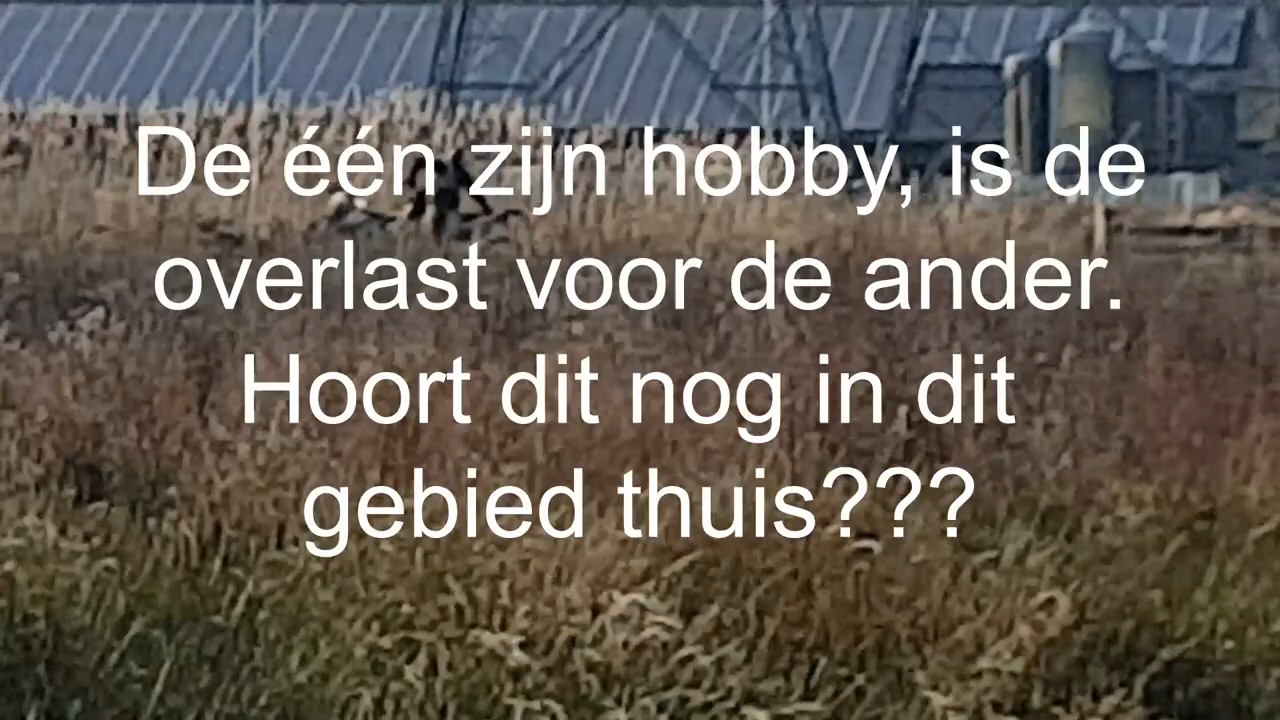 De één zijn hobby, is de
overlast voor de ander.
Hoort dit nog in dit
gebied thuis???